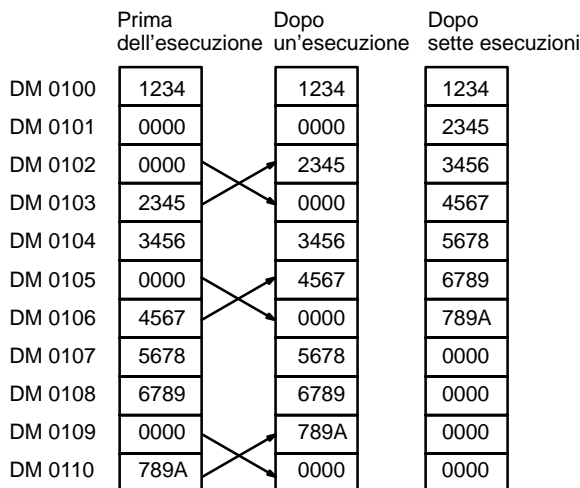 Prima Dopo Dopo
dell'esecuzione un'esecuzione sette esecuzioni
DM 0100 1234 1234 1234
DM 0101 0000 0000 2345
DM 0102 0000 2345 3456
DM 0103 2345 0000 4567
DM 0104 3456 3456 5678
DM 0105 0000 4567 6789
DM 0106 4567 0000 789A
DM 0107 5678 5678 0000
DM 0108 6789 6789 0000
DM 0109 0000 789A 0000
DM 0110 789A 0000 0000